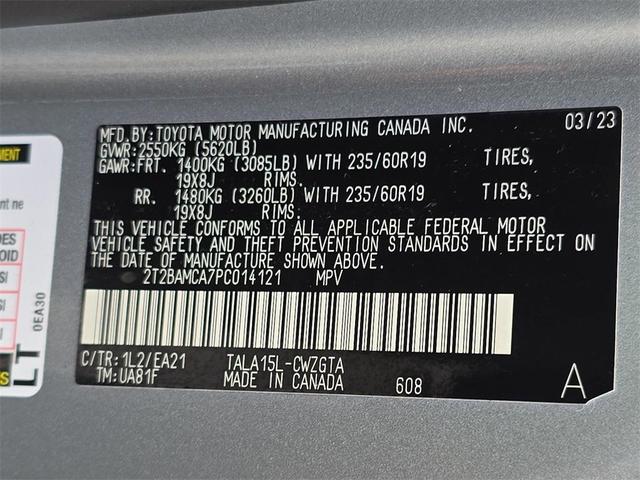 MFD.BY:TOYOTA MOTOR MANUFACTURING CANADA INC. 03/23
GVWR:2550KG (5620LB)
GAWR:FRT. 1400KG (3085LB) WITH 235/60R19 TIRES,
19X8J RIMS.
RR. 1480KG (3260LB) WITH 235/60R19 TIRES,
19X8J RIMS.
THIS VEHICLE CONFORMS TO ALL APPLICABLE FEDERAL MOTOR
VEHICLE SAFETY AND THEFT PREVENTION STANDARDS IN EFFECT ON
THE DATE OF MANUFACTURE SHOWN ABOVE.
2T2BAMCA7PC014121 MPV
C/TR:1L2/EA21 TALA15L-CWZGTA
TM:UA81F MADE IN CANADA 608 A
0EA30